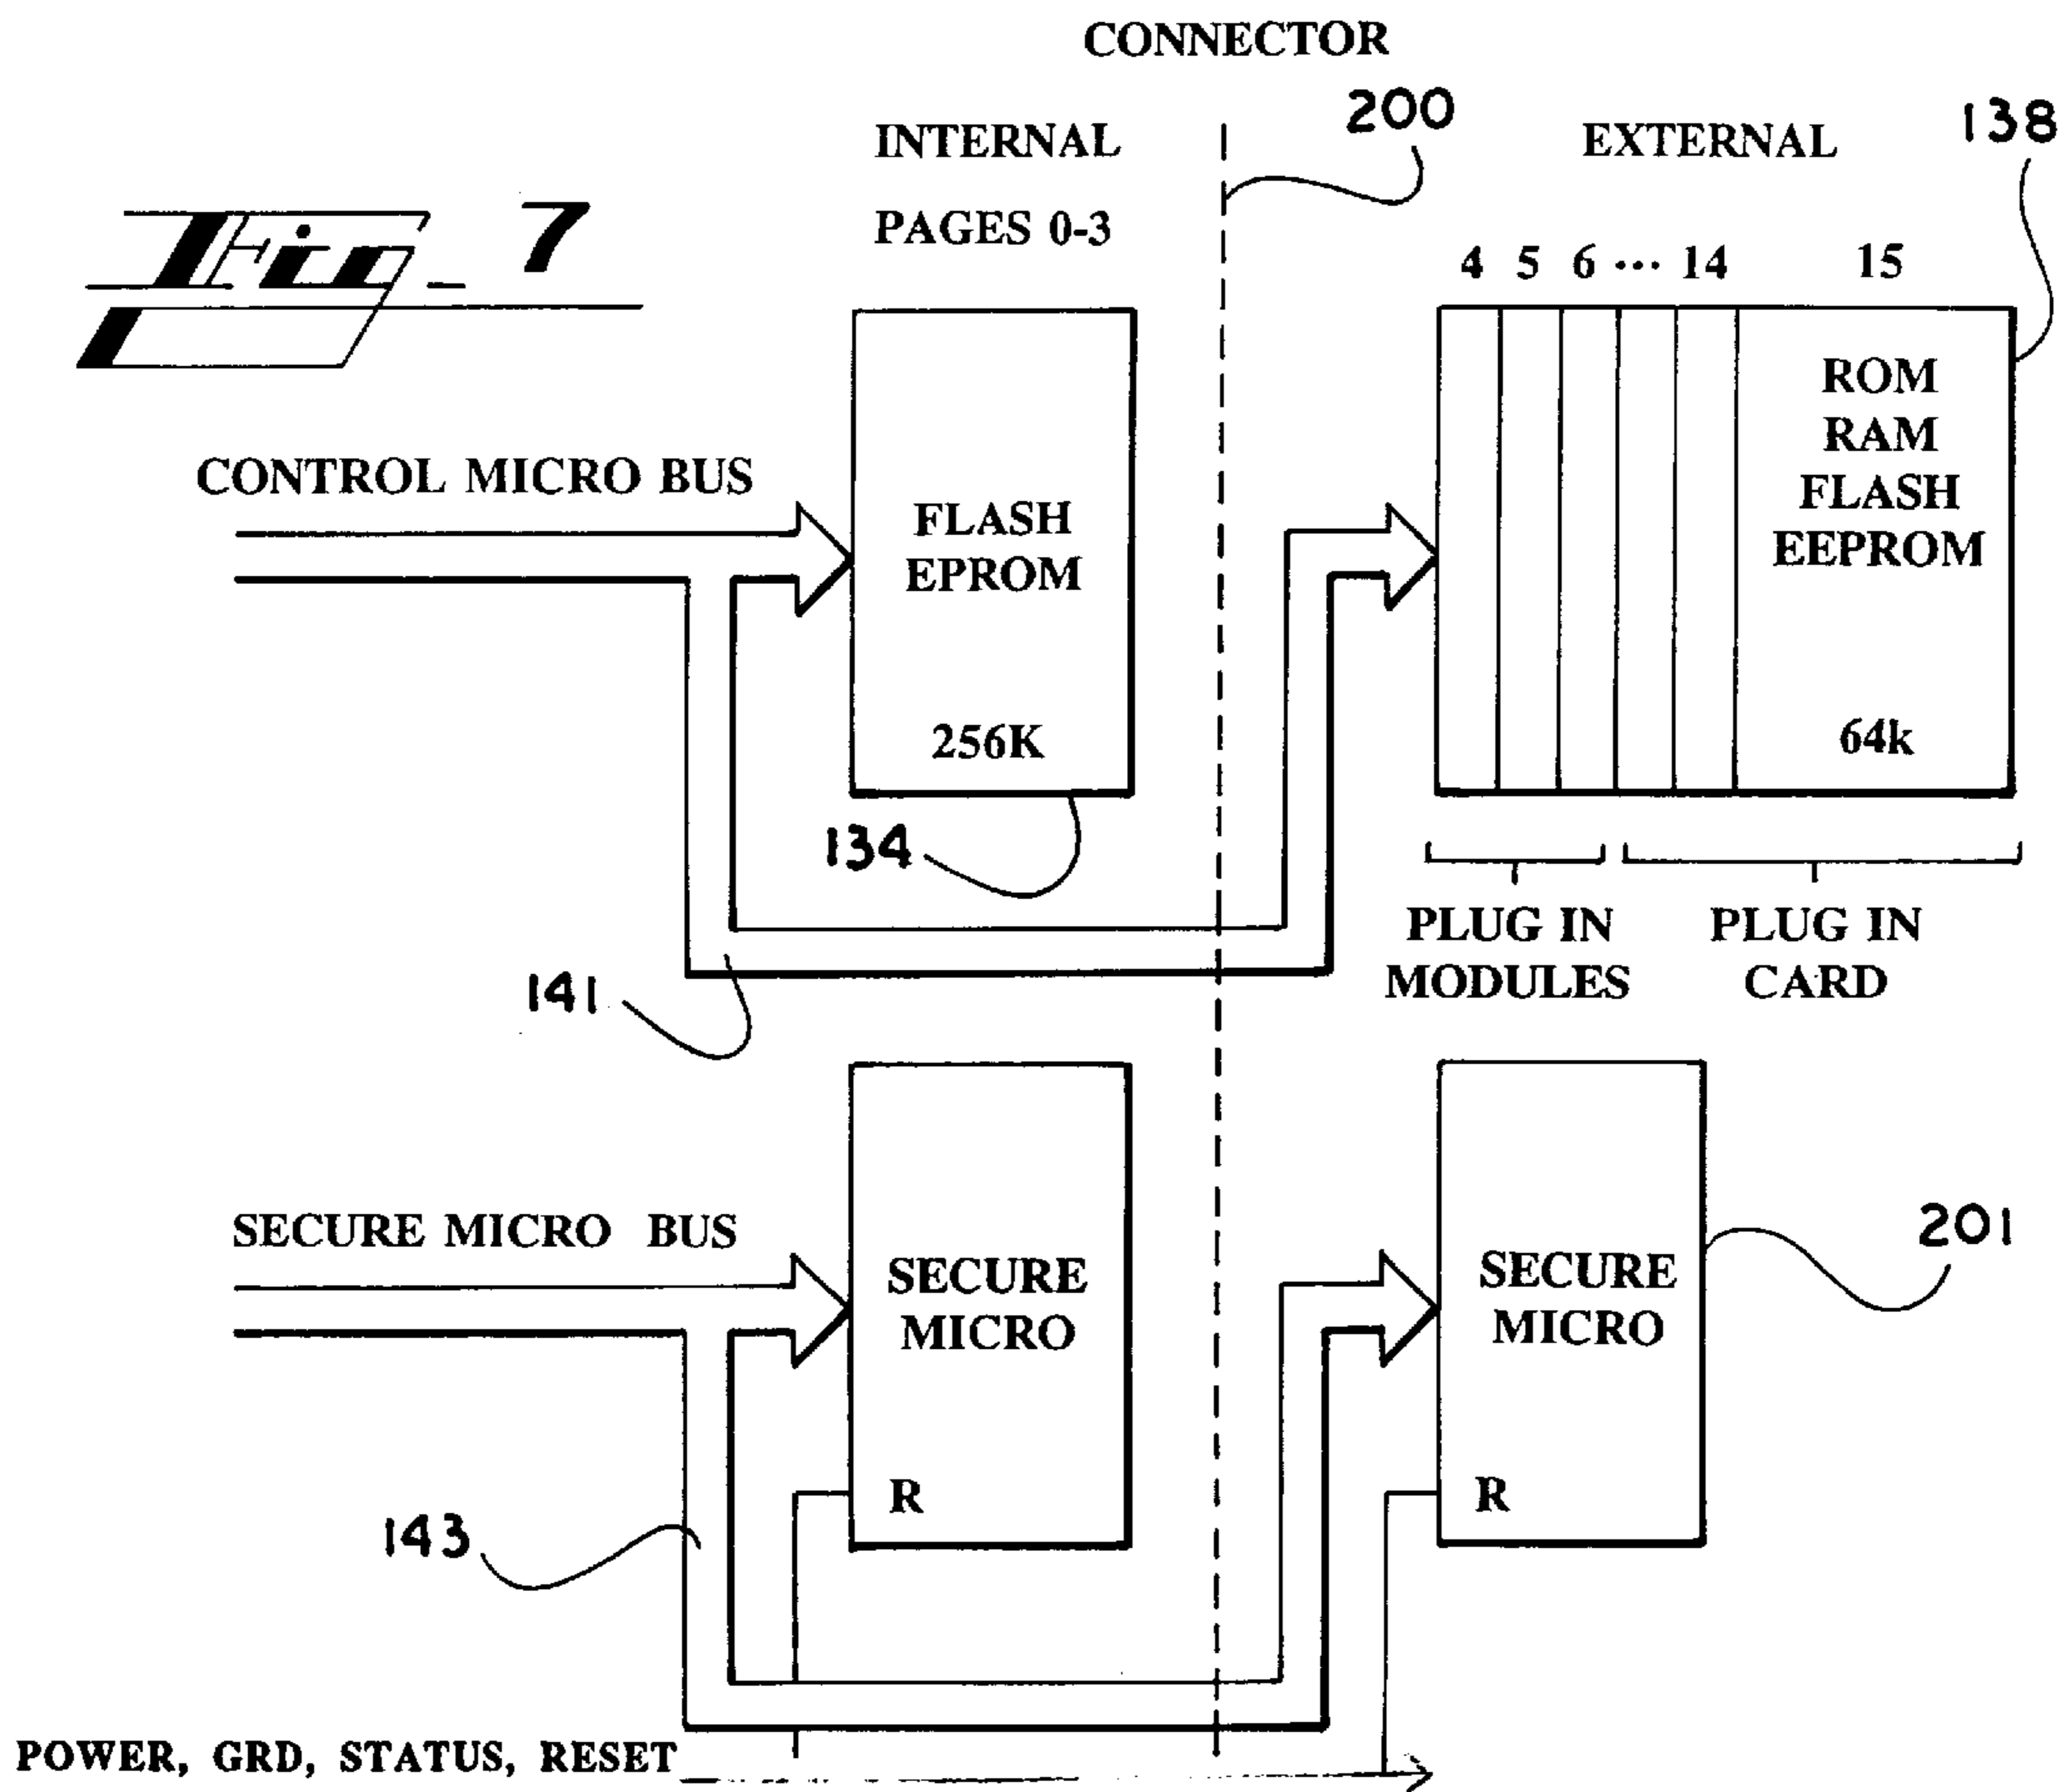 CONNECTOR
200
INTERNAL
PAGES 0-3
EXTERNAL
138
Fig_ 7
4 5 6 ... 14 15
CONTROL MICRO BUS
FLASH
EPROM
256K
134
ROM
RAM
FLASH
EEPROM
64k
PLUG IN
MODULES
PLUG IN
CARD
141
SECURE MICRO BUS
SECURE
MICRO
R
SECURE
MICRO
R
201
143
POWER, GRD, STATUS, RESET